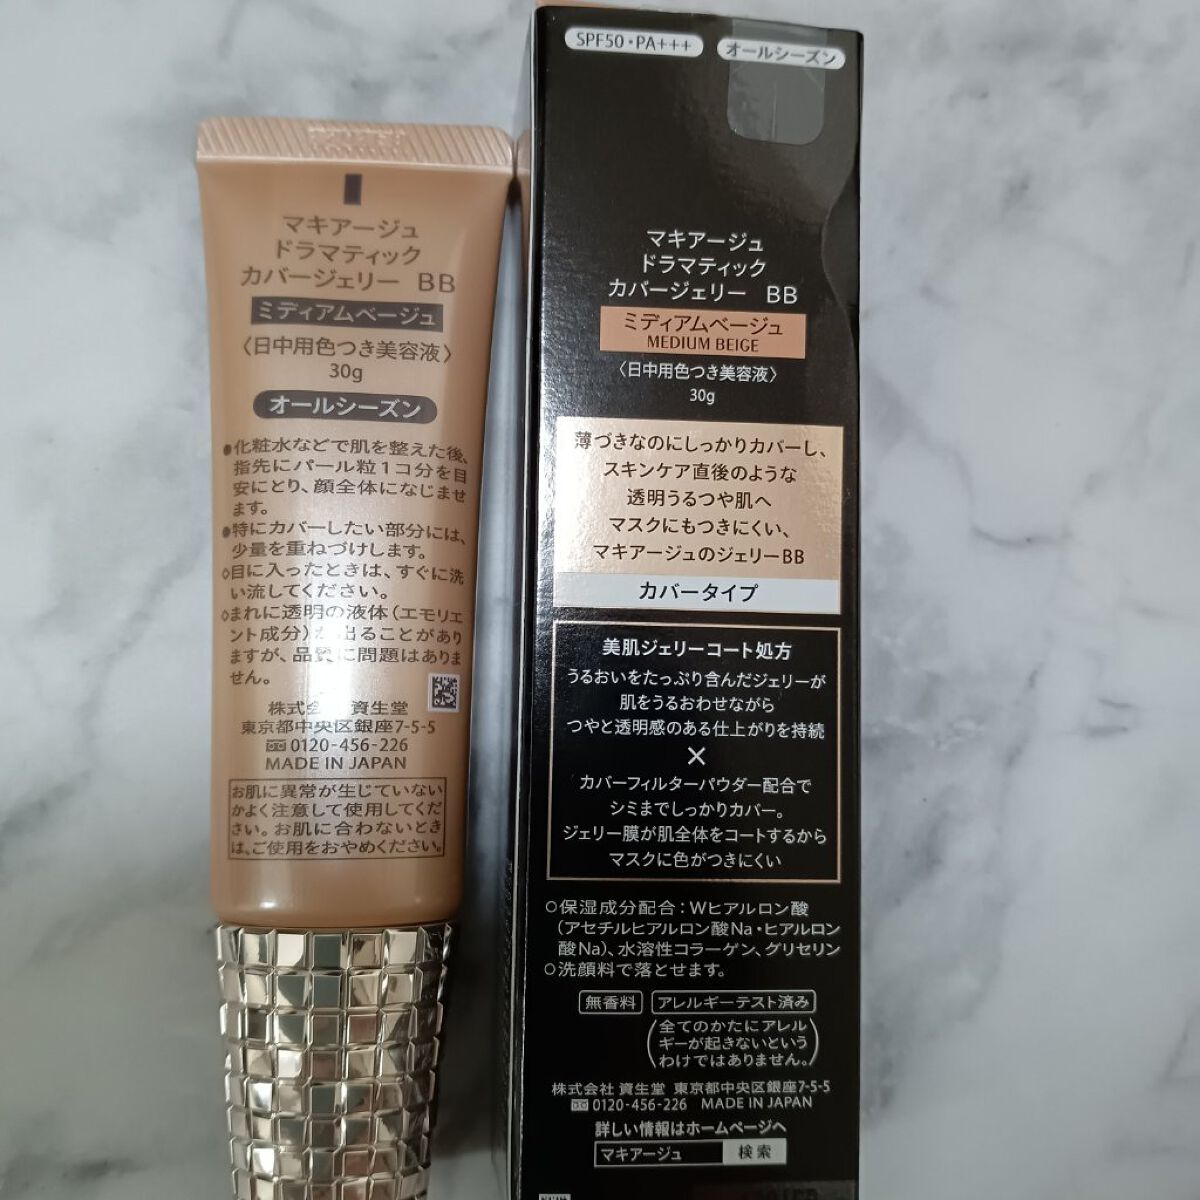 マキアージュ
ドラマティック
カバージェリー BB
ミディアムベージュ
〈日中用色つき美容液〉
30g
オールシーズン
●化粧水などで肌を整えた後、
指先にパール粒1コ分を目
安にとり、顔全体になじませ
ます。
●特にカバーしたい部分には、
少量を重ねづけします。
◇目に入ったときは、すぐに洗
い流してください。
◇まれに透明の液体（エモリエ
ント成分）が出ることがあり
ますが、品質に問題はありま
せん。
株式会社 資生堂
東京都中央区銀座7-5-5
0120-456-226
MADE IN JAPAN
お肌に異常が生じていない
かよく注意して使用してくだ
さい。お肌に合わないとき
は、ご使用をおやめください。
SPF50・PA+++
オールシーズン
マキアージュ
ドラマティック
カバージェリー BB
ミディアムベージュ
MEDIUM BEIGE
〈日中用色つき美容液〉
30g
薄づきなのにしっかりカバーし、
スキンケア直後のような
透明うるつや肌へ
マスクにもつきにくい、
マキアージュのジェリーBB
カバータイプ
美肌ジェリーコート処方
うるおいをたっぷり含んだジェリーが
肌をうるおわせながら
つやと透明感のある仕上がりを持続
×
カバーフィルターパウダー配合で
シミまでしっかりカバー。
ジェリー膜が肌全体をコートするから
マスクに色がつきにくい
○保湿成分配合：Wヒアルロン酸
（アセチルヒアルロン酸Na・ヒアルロン
酸Na）、水溶性コラーゲン、グリセリン
○洗顔料で落とせます。
無香料 アレルギーテスト済み
（全てのかたにアレル
ギーが起きないという
わけではありません。）
株式会社 資生堂 東京都中央区銀座7-5-5
0120-456-226 MADE IN JAPAN
詳しい情報はホームページへ
マキアージュ 検索